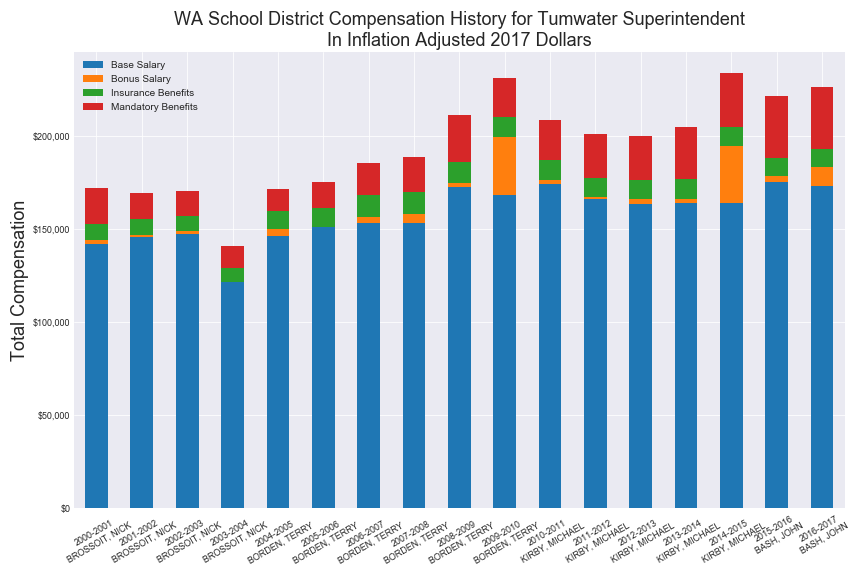 WA School District Compensation History for Tumwater Superintendent
In Inflation Adjusted 2017 Dollars
Base Salary
Bonus Salary
Insurance Benefits
Mandatory Benefits
Total Compensation
$200,000
$150,000
$100,000
$50,000
$0
2000-2001
BROSSOIT, NICK
2001-2002
BROSSOIT, NICK
2002-2003
BROSSOIT, NICK
2003-2004
BROSSOIT, NICK
2004-2005
BORDEN, TERRY
2005-2006
BORDEN, TERRY
2006-2007
BORDEN, TERRY
2007-2008
BORDEN, TERRY
2008-2009
BORDEN, TERRY
2009-2010
BORDEN, TERRY
2010-2011
KIRBY, MICHAEL
2011-2012
KIRBY, MICHAEL
2012-2013
KIRBY, MICHAEL
2013-2014
KIRBY, MICHAEL
2014-2015
KIRBY, MICHAEL
2015-2016
BASH, JOHN
2016-2017
BASH, JOHN